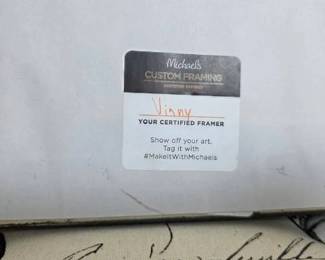 Michaels
CUSTOM FRAMING
Vinny
YOUR CERTIFIED FRAMER
Show off your art.
Tag it with
#MakeItWithMichaels